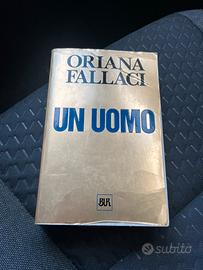 ORIANA
FALLACI
UN UOMO
BUR
subito